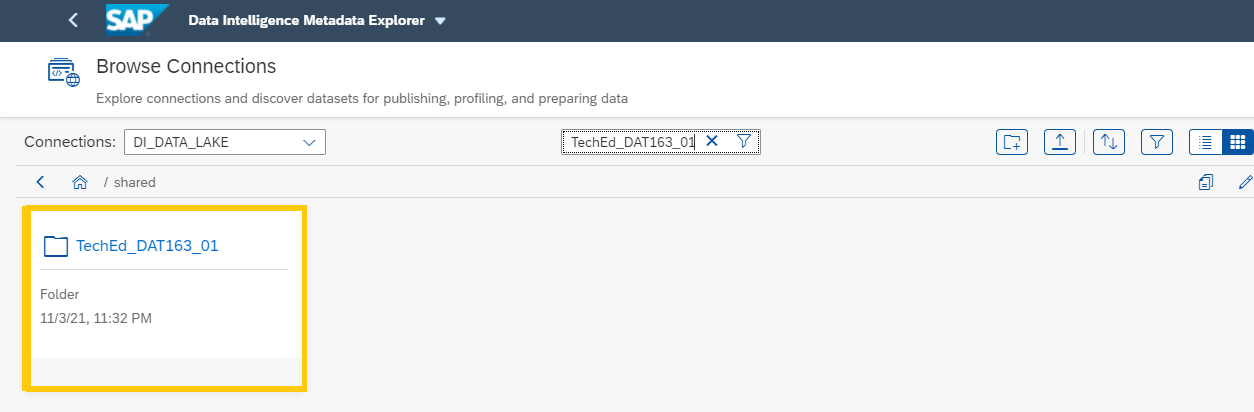 SAP Data Intelligence Metadata Explorer
Browse Connections
Explore connections and discover datasets for publishing, profiling, and preparing data
Connections: DI_DATA_LAKE TechEd_DAT163_01
/ shared
TechEd_DAT163_01
Folder
11/3/21, 11:32 PM